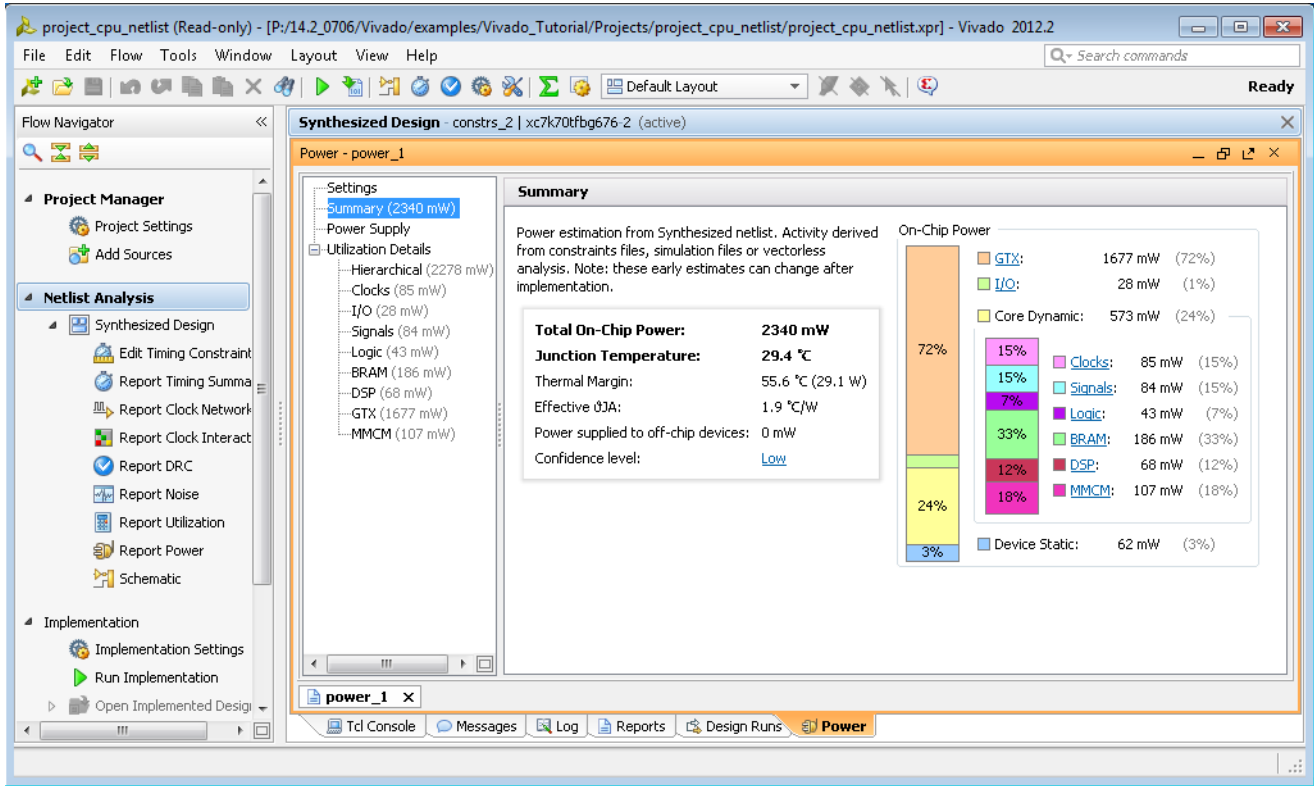 project_cpu_netlist (Read-only) - [P:/14.2_0706/Vivado/examples/Vivado_Tutorial/Projects/project_cpu_netlist/project_cpu_netlist.xpr] - Vivado 2012.2
File Edit Flow Tools Window Layout View Help
Search commands
Default Layout
Ready
Flow Navigator
Project Manager
Project Settings
Add Sources
Netlist Analysis
Synthesized Design
Edit Timing Constraint
Report Timing Summa
Report Clock Network
Report Clock Interact
Report DRC
Report Noise
Report Utilization
Report Power
Schematic
Implementation
Implementation Settings
Run Implementation
Open Implemented Desig
Synthesized Design - constrs_2 | xc7k70tfbg676-2 (active)
Power - power_1
Settings
Summary (2340 mW)
Power Supply
Utilization Details
Hierarchical (2278 mW)
Clocks (85 mW)
I/O (28 mW)
Signals (84 mW)
Logic (43 mW)
BRAM (186 mW)
DSP (68 mW)
GTX (1677 mW)
MMCM (107 mW)
Summary
Power estimation from Synthesized netlist. Activity derived
from constraints files, simulation files or vectorless
analysis. Note: these early estimates can change after
implementation.
Total On-Chip Power: 2340 mW
Junction Temperature: 29.4 °C
Thermal Margin: 55.6 °C (29.1 W)
Effective ϑJA: 1.9 °C/W
Power supplied to off-chip devices: 0 mW
Confidence level: Low
On-Chip Power
72%
24%
3%
GTX: 1677 mW (72%)
I/O: 28 mW (1%)
Core Dynamic: 573 mW (24%)
15%
15%
7%
33%
12%
18%
Clocks: 85 mW (15%)
Signals: 84 mW (15%)
Logic: 43 mW (7%)
BRAM: 186 mW (33%)
DSP: 68 mW (12%)
MMCM: 107 mW (18%)
Device Static: 62 mW (3%)
power_1
Tcl Console Messages Log Reports Design Runs Power